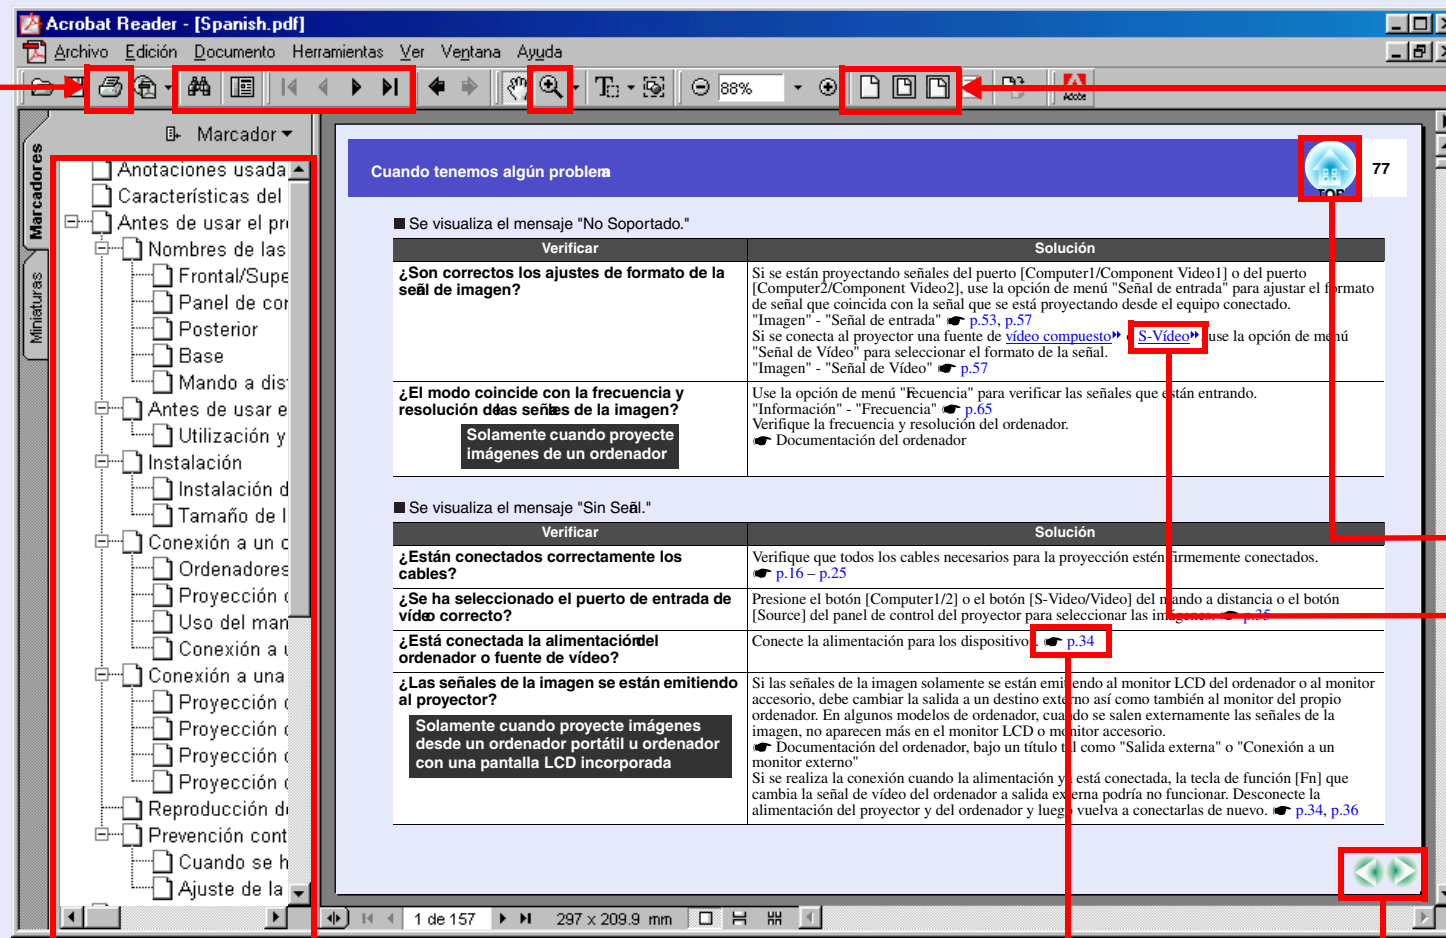 Acrobat Reader - [Spanish.pdf]
Archivo Edición Documento Herramientas Ver Ventana Ayuda
88%
Adobe
Marcadores
Miniaturas
Marcador
Anotaciones usada
Características del
Antes de usar el pr
Nombres de las
Frontal/Supe
Panel de cor
Posterior
Base
Mando a dis
Antes de usar e
Utilización y
Instalación
Instalación d
Tamaño de l
Conexión a un c
Ordenadores
Proyección
Uso del man
Conexión a u
Conexión a una
Proyección
Proyección
Proyección
Proyección
Reproducción d
Prevención cont
Cuando se h
Ajuste de la
Cuando tenemos algún problema
TOP
77
■ Se visualiza el mensaje "No Soportado."
Verificar Solución
¿Son correctos los ajustes de formato de la
señal de imagen?
Si se están proyectando señales del puerto [Computer1/Component Video1] o del puerto
[Computer2/Component Video2], use la opción de menú "Señal de entrada" para ajustar el formato
de señal que coincida con la señal que se está proyectando desde el equipo conectado.
"Imagen" - "Señal de entrada" ☛ p.53, p.57
Si se conecta al proyector una fuente de vídeo compuesto» o S-Vídeo» use la opción de menú
"Señal de Vídeo" para seleccionar el formato de la señal.
"Imagen" - "Señal de Vídeo" ☛ p.57
¿El modo coincide con la frecuencia y
resolución de las señales de la imagen?
Solamente cuando proyecte
imágenes de un ordenador
Use la opción de menú "Frecuencia" para verificar las señales que están entrando.
"Información" - "Frecuencia" ☛ p.65
Verifique la frecuencia y resolución del ordenador.
☛ Documentación del ordenador
■ Se visualiza el mensaje "Sin Señal."
Verificar Solución
¿Están conectados correctamente los
cables?
Verifique que todos los cables necesarios para la proyección estén firmemente conectados.
☛ p.16 – p.25
¿Se ha seleccionado el puerto de entrada de
vídeo correcto?
Presione el botón [Computer1/2] o el botón [S-Video/Video] del mando a distancia o el botón
[Source] del panel de control del proyector para seleccionar las imágenes. ☛ p.35
¿Está conectada la alimentación del
ordenador o fuente de vídeo?
Conecte la alimentación para los dispositivos. ☛ p.34
¿Las señales de la imagen se están emitiendo
al proyector?
Solamente cuando proyecte imágenes
desde un ordenador portátil u ordenador
con una pantalla LCD incorporada
Si las señales de la imagen solamente se están emitiendo al monitor LCD del ordenador o al monitor
accesorio, debe cambiar la salida a un destino externo así como también al monitor del propio
ordenador. En algunos modelos de ordenador, cuando se salen externamente las señales de la
imagen, no aparecen más en el monitor LCD o monitor accesorio.
☛ Documentación del ordenador, bajo un título tal como "Salida externa" o "Conexión a un
monitor externo"
Si se realiza la conexión cuando la alimentación ya está conectada, la tecla de función [Fn] que
cambia la señal de vídeo del ordenador a salida externa podría no funcionar. Desconecte la
alimentación del proyector y del ordenador y luego vuelva a conectarlas de nuevo. ☛ p.34, p.36
1 de 157 297 x 209.9 mm